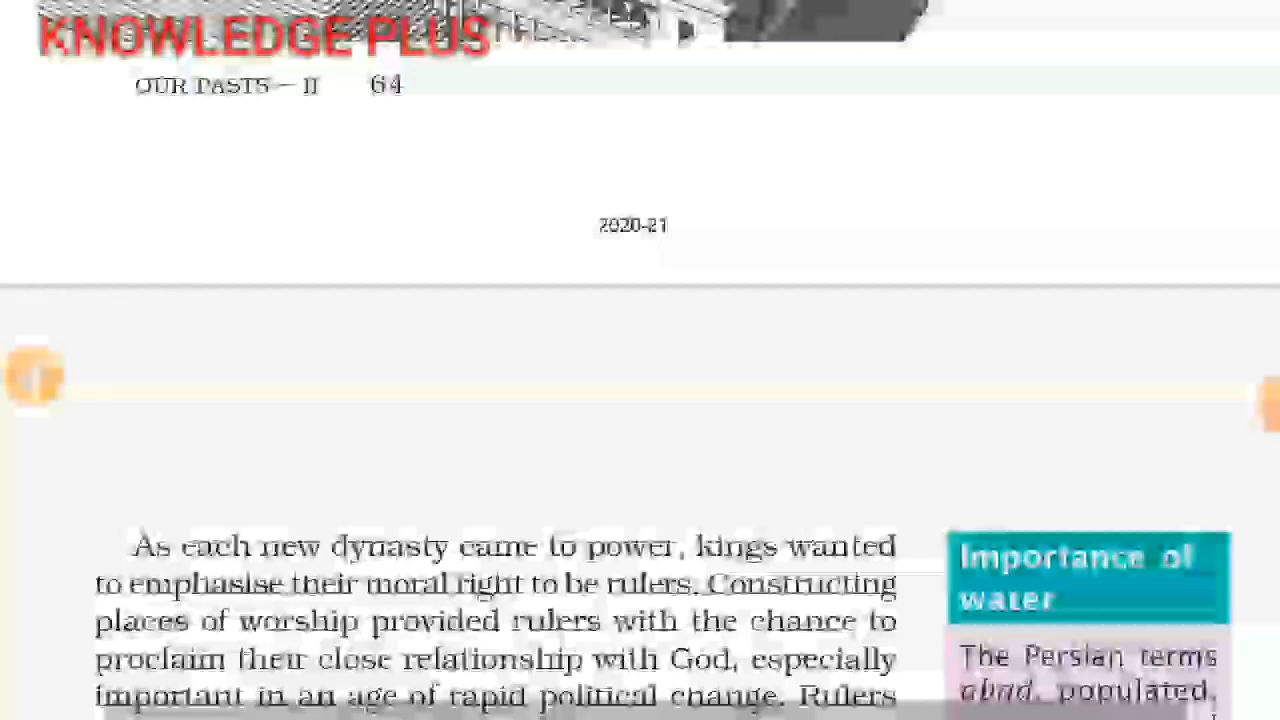 KNOWLEDGE PLUS
OUR PASTS – II 64
2020-21
As each new dynasty came to power, kings wanted
to emphasise their moral right to be rulers. Constructing
places of worship provided rulers with the chance to
proclaim their close relationship with God, especially
important in an age of rapid political change. Rulers
Importance of
water
The Persian terms
abad, populated,